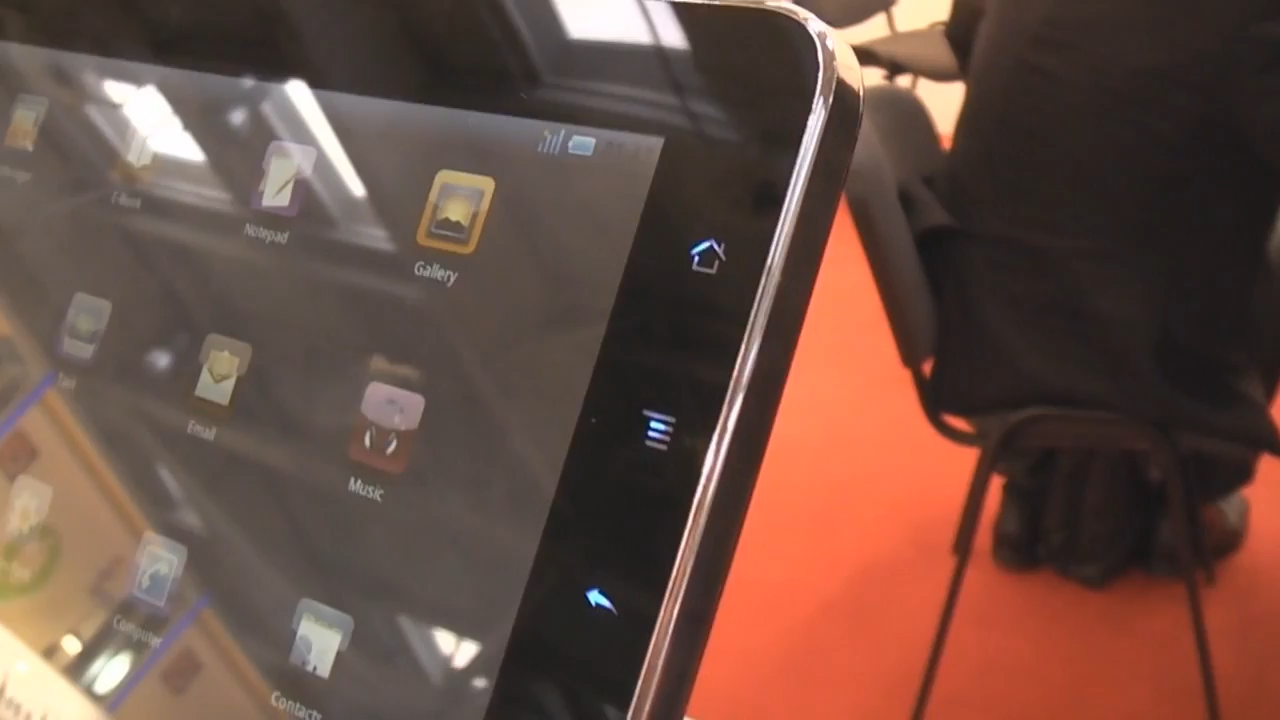 E-Book
Notepad
Gallery
Email
Music
Computer
Contacts